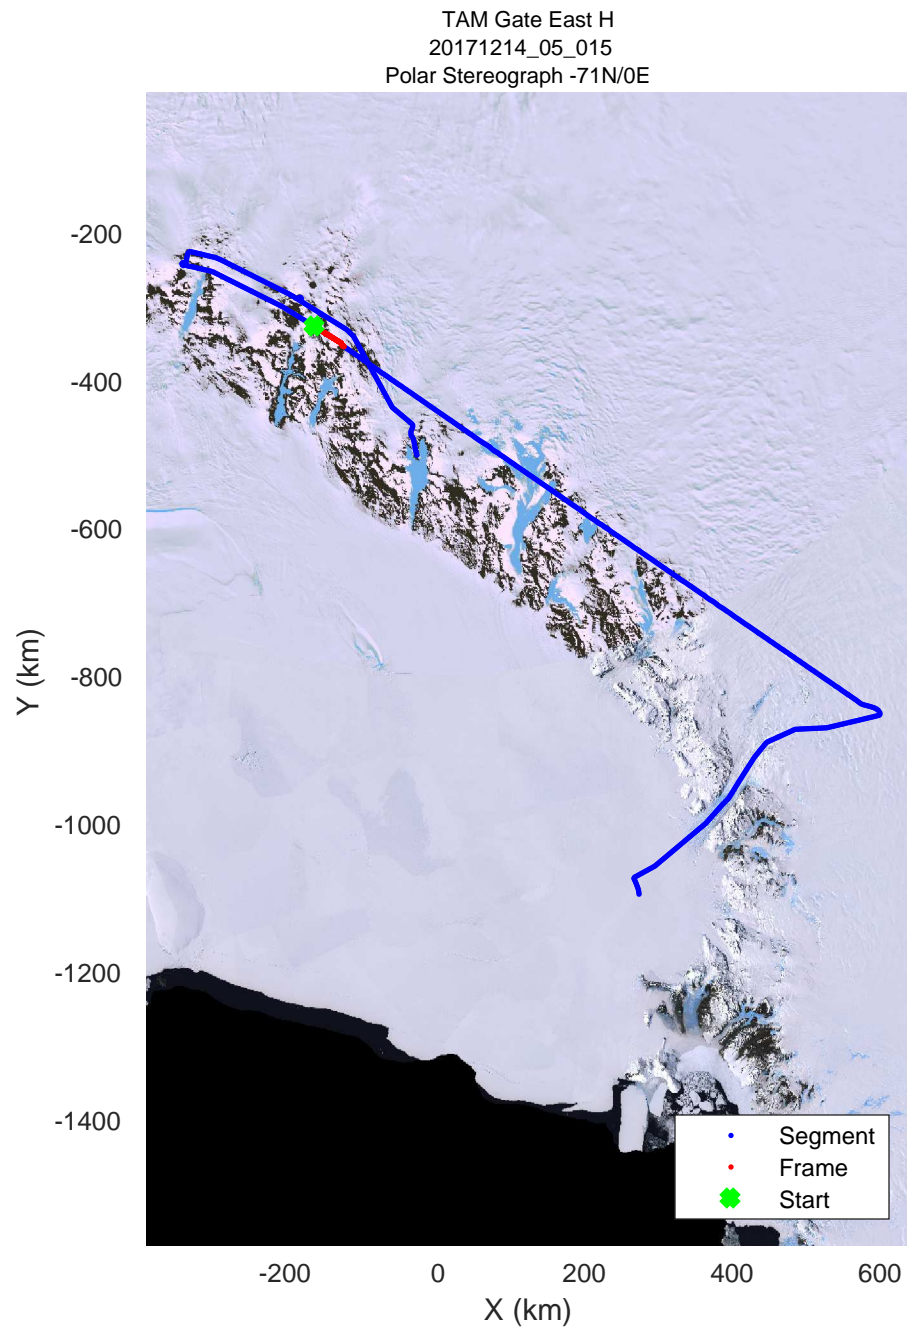 TAM Gate East H
20171214_05_015
Polar Stereograph -71N/0E
-200
-400
-600
-800
-1000
-1200
-1400
Y (km)
Segment
Frame
Start
-200 0 200 400 600
X (km)